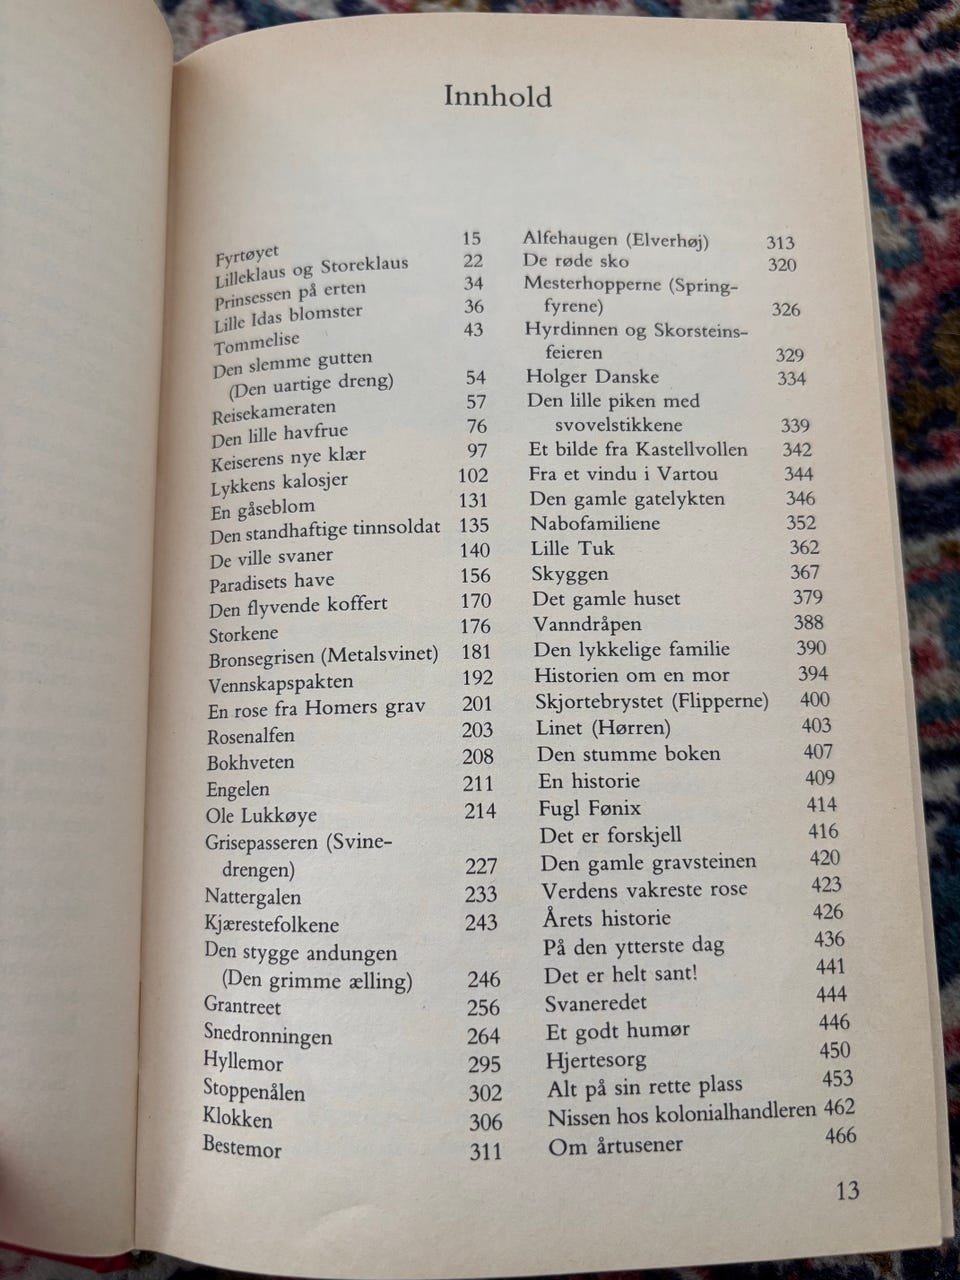 Innhold
Fyrtøyet 15
Lilleklaus og Storeklaus 22
Prinsessen på erten 34
Lille Idas blomster 36
Tommelise 43
Den slemme gutten
(Den uartige dreng) 54
Reisekameraten 57
Den lille havfrue 76
Keiserens nye klær 97
Lykkens kalosjer 102
En gåseblom 131
Den standhaftige tinnsoldat 135
De ville svaner 140
Paradisets have 156
Den flyvende koffert 170
Storkene 176
Bronsegrisen (Metalsvinet) 181
Vennskapspakten 192
En rose fra Homers grav 201
Rosenalfen 203
Bokhveten 208
Engelen 211
Ole Lukkøye 214
Grisepasseren (Svine-
drengen) 227
Nattergalen 233
Kjærestefolkene 243
Den stygge andungen
(Den grimme ælling) 246
Grantreet 256
Snedronningen 264
Hyllemor 295
Stoppenålen 302
Klokken 306
Bestemor 311
Alfehaugen (Elverhøj) 313
De røde sko 320
Mesterhopperne (Spring-
fyrene) 326
Hyrdinnen og Skorsteins-
feieren 329
Holger Danske 334
Den lille piken med
svovelstikkene 339
Et bilde fra Kastellvollen 342
Fra et vindu i Vartou 344
Den gamle gatelykten 346
Nabofamiliene 352
Lille Tuk 362
Skyggen 367
Det gamle huset 379
Vanndråpen 388
Den lykkelige familie 390
Historien om en mor 394
Skjortebrystet (Flipperne) 400
Linet (Hørren) 403
Den stumme boken 407
En historie 409
Fugl Fønix 414
Det er forskjell 416
Den gamle gravsteinen 420
Verdens vakreste rose 423
Årets historie 426
På den ytterste dag 436
Det er helt sant! 441
Svaneredet 444
Et godt humør 446
Hjertesorg 450
Alt på sin rette plass 453
Nissen hos kolonialhandleren 462
Om årtusener 466
13